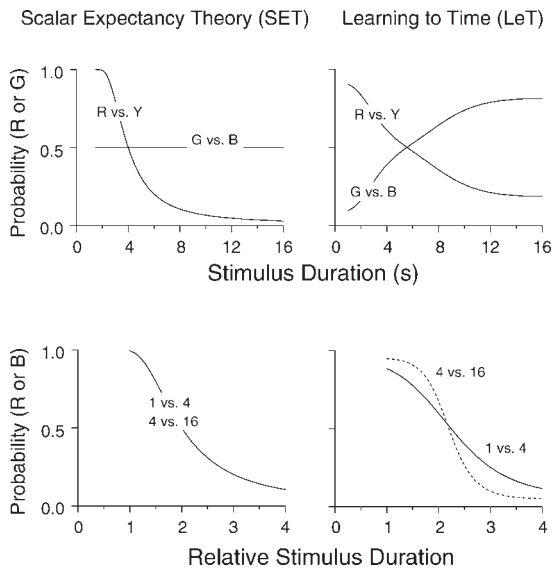 Scalar Expectancy Theory (SET)
Learning to Time (LeT)
Probability (R or G)
1.0
0.5
0.0
R vs. Y
G vs. B
0 4 8 12 16
R vs. Y
G vs. B
0 4 8 12 16
Stimulus Duration (s)
Probability (R or B)
1.0
0.5
0.0
1 vs. 4
4 vs. 16
0 1 2 3 4
4 vs. 16
1 vs. 4
0 1 2 3 4
Relative Stimulus Duration